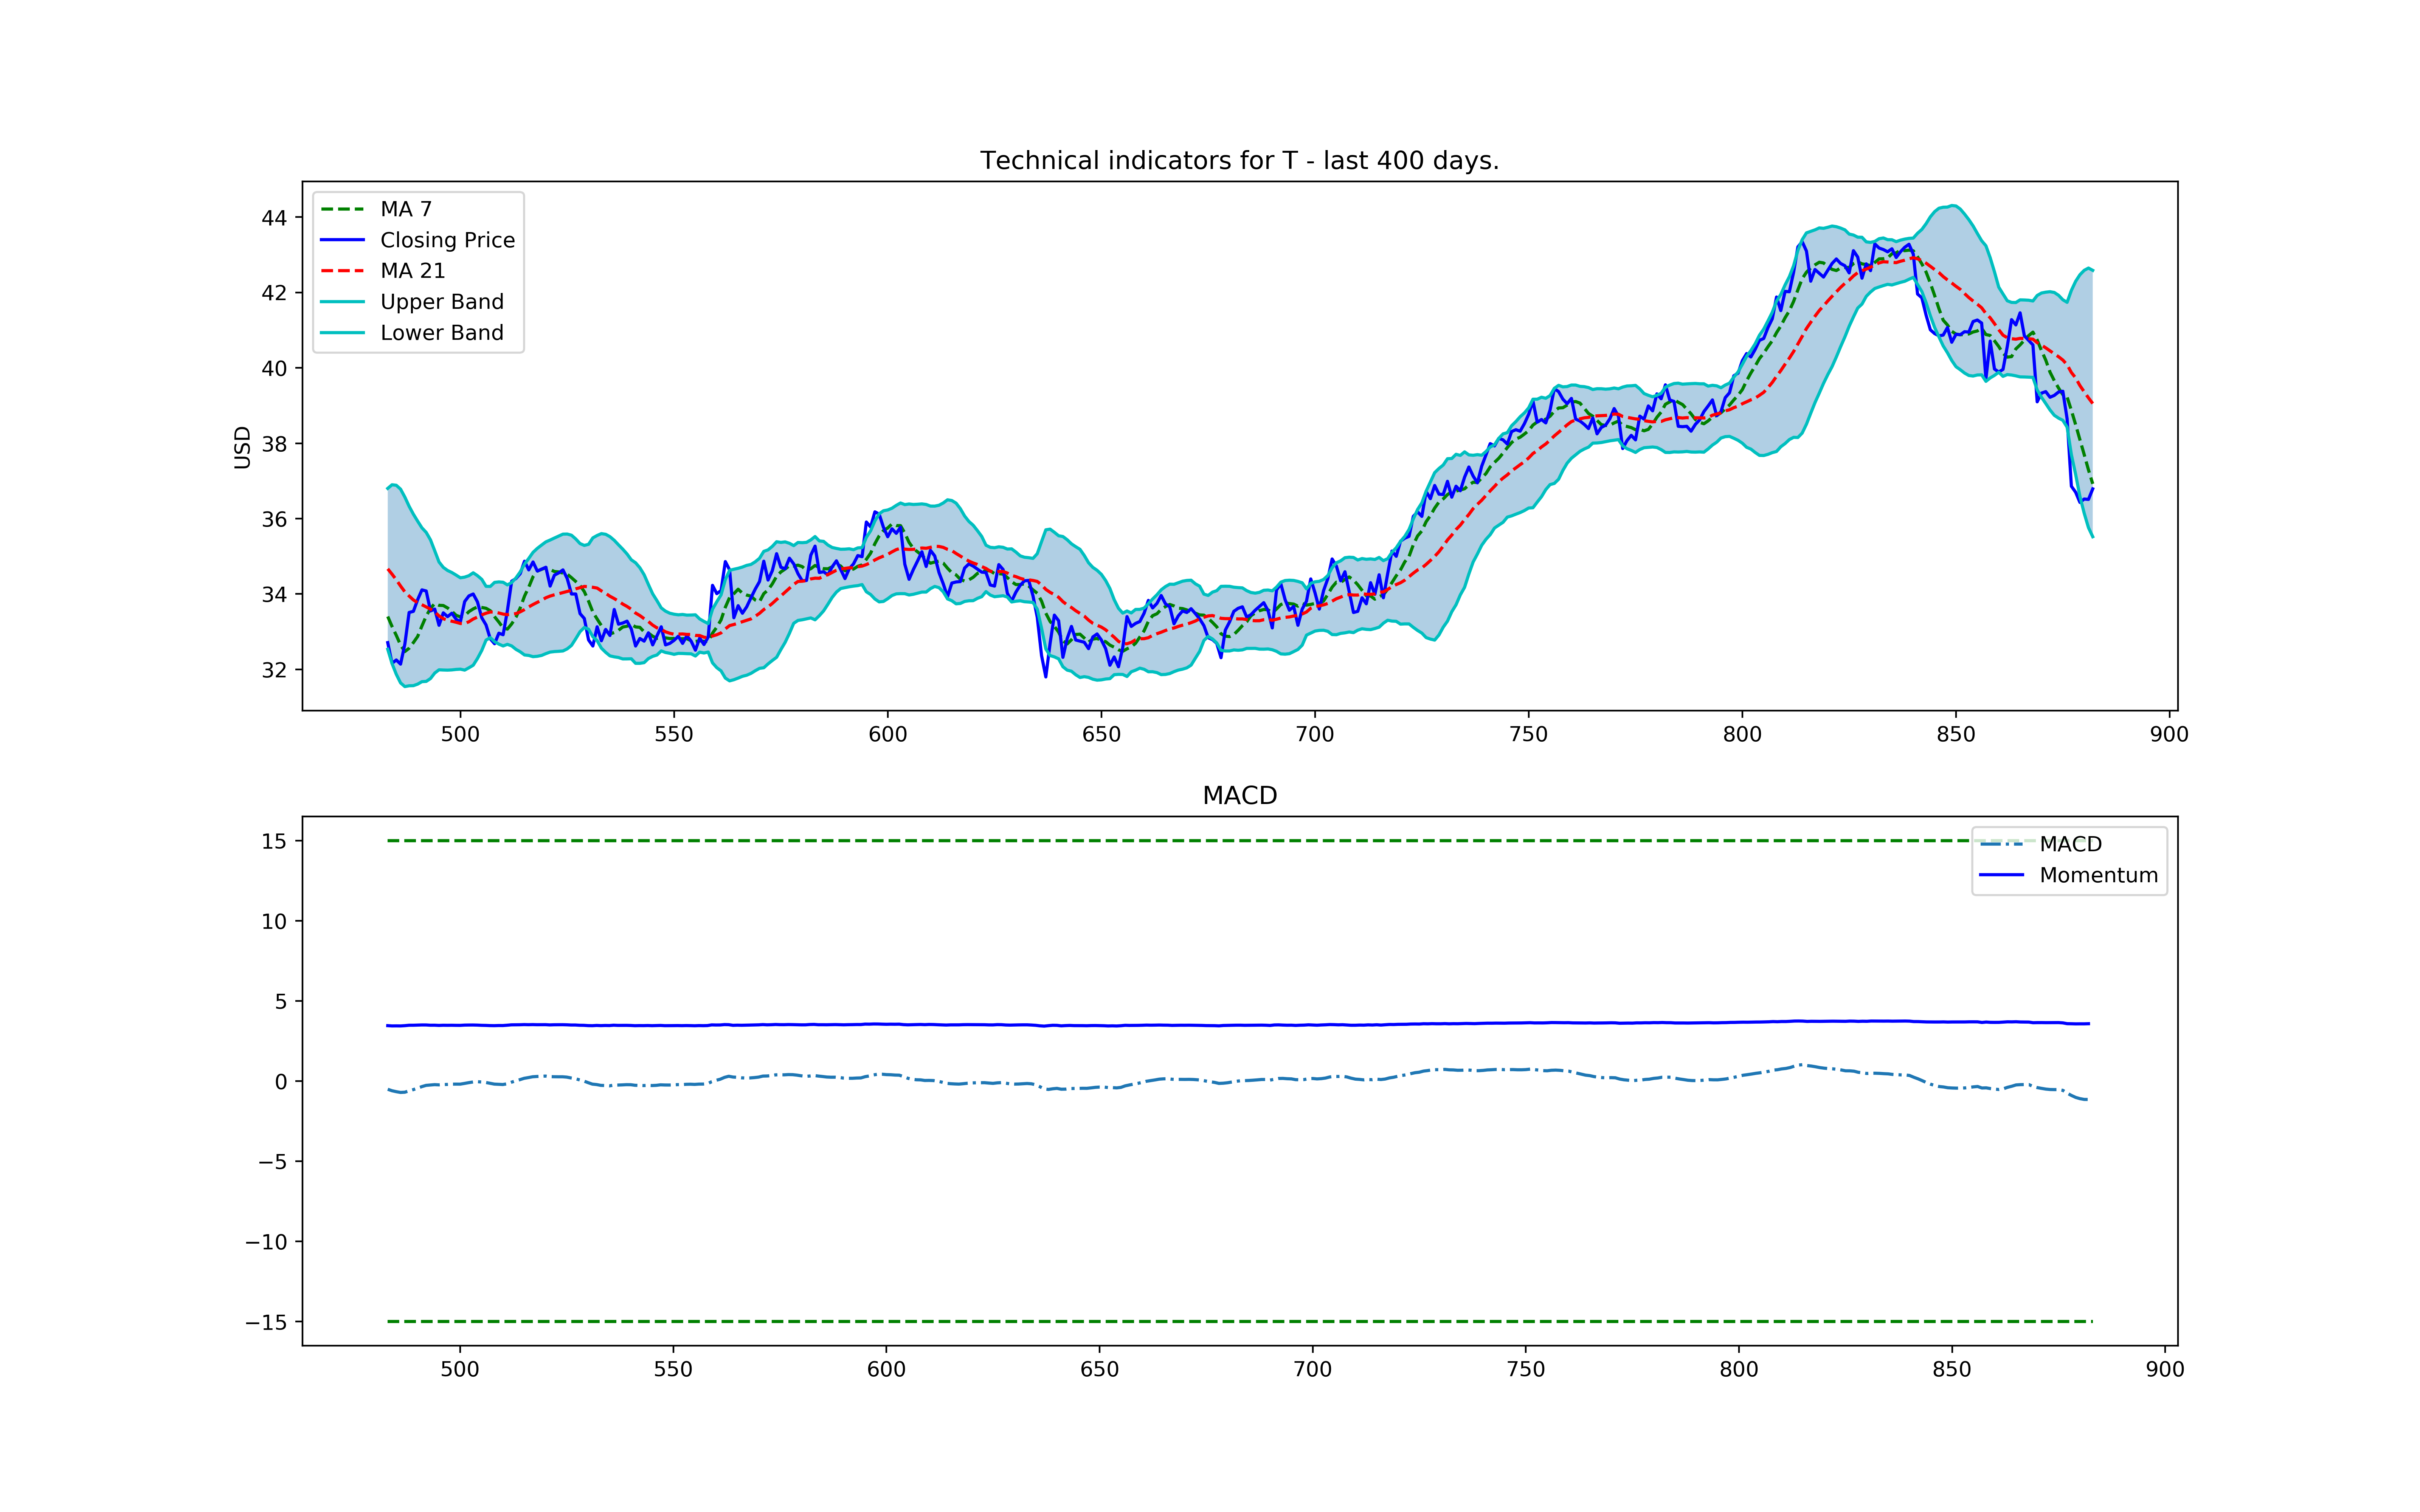 Technical indicators for T - last 400 days.
MA 7
Closing Price
MA 21
Upper Band
Lower Band
44
42
40
38
36
34
32
USD
500 550 600 650 700 750 800 850 900
MACD
MACD
Momentum
15
10
5
0
−5
−10
−15
500 550 600 650 700 750 800 850 900